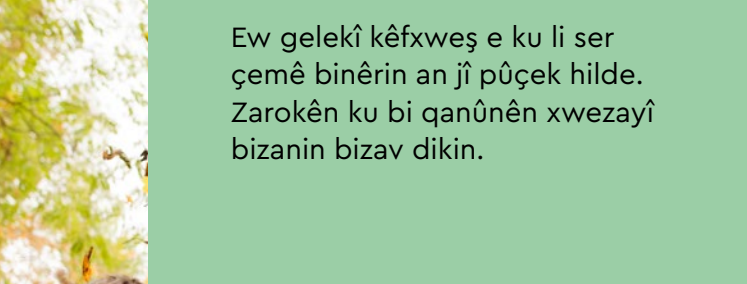 Ew gelekî kêfxweş e ku li ser
çemê binêrin an jî pûçek hilde.
Zarokên ku bi qanûnên xwezayî
bizanin bizav dikin.